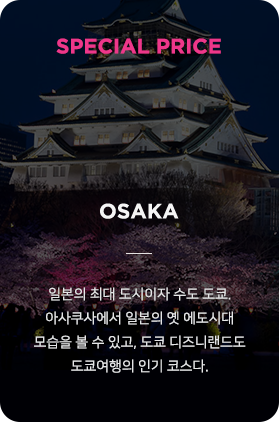 SPECIAL PRICE
OSAKA
일본의 최대 도시이자 수도 도쿄.
아사쿠사에서 일본의 옛 에도시대
모습을 볼 수 있고, 도쿄 디즈니랜드도
도쿄여행의 인기 코스다.